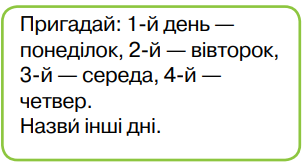 Пригадай: 1-й день —
понеділок, 2-й — вівторок,
3-й — середа, 4-й —
четвер.
Назви́ інші дні.